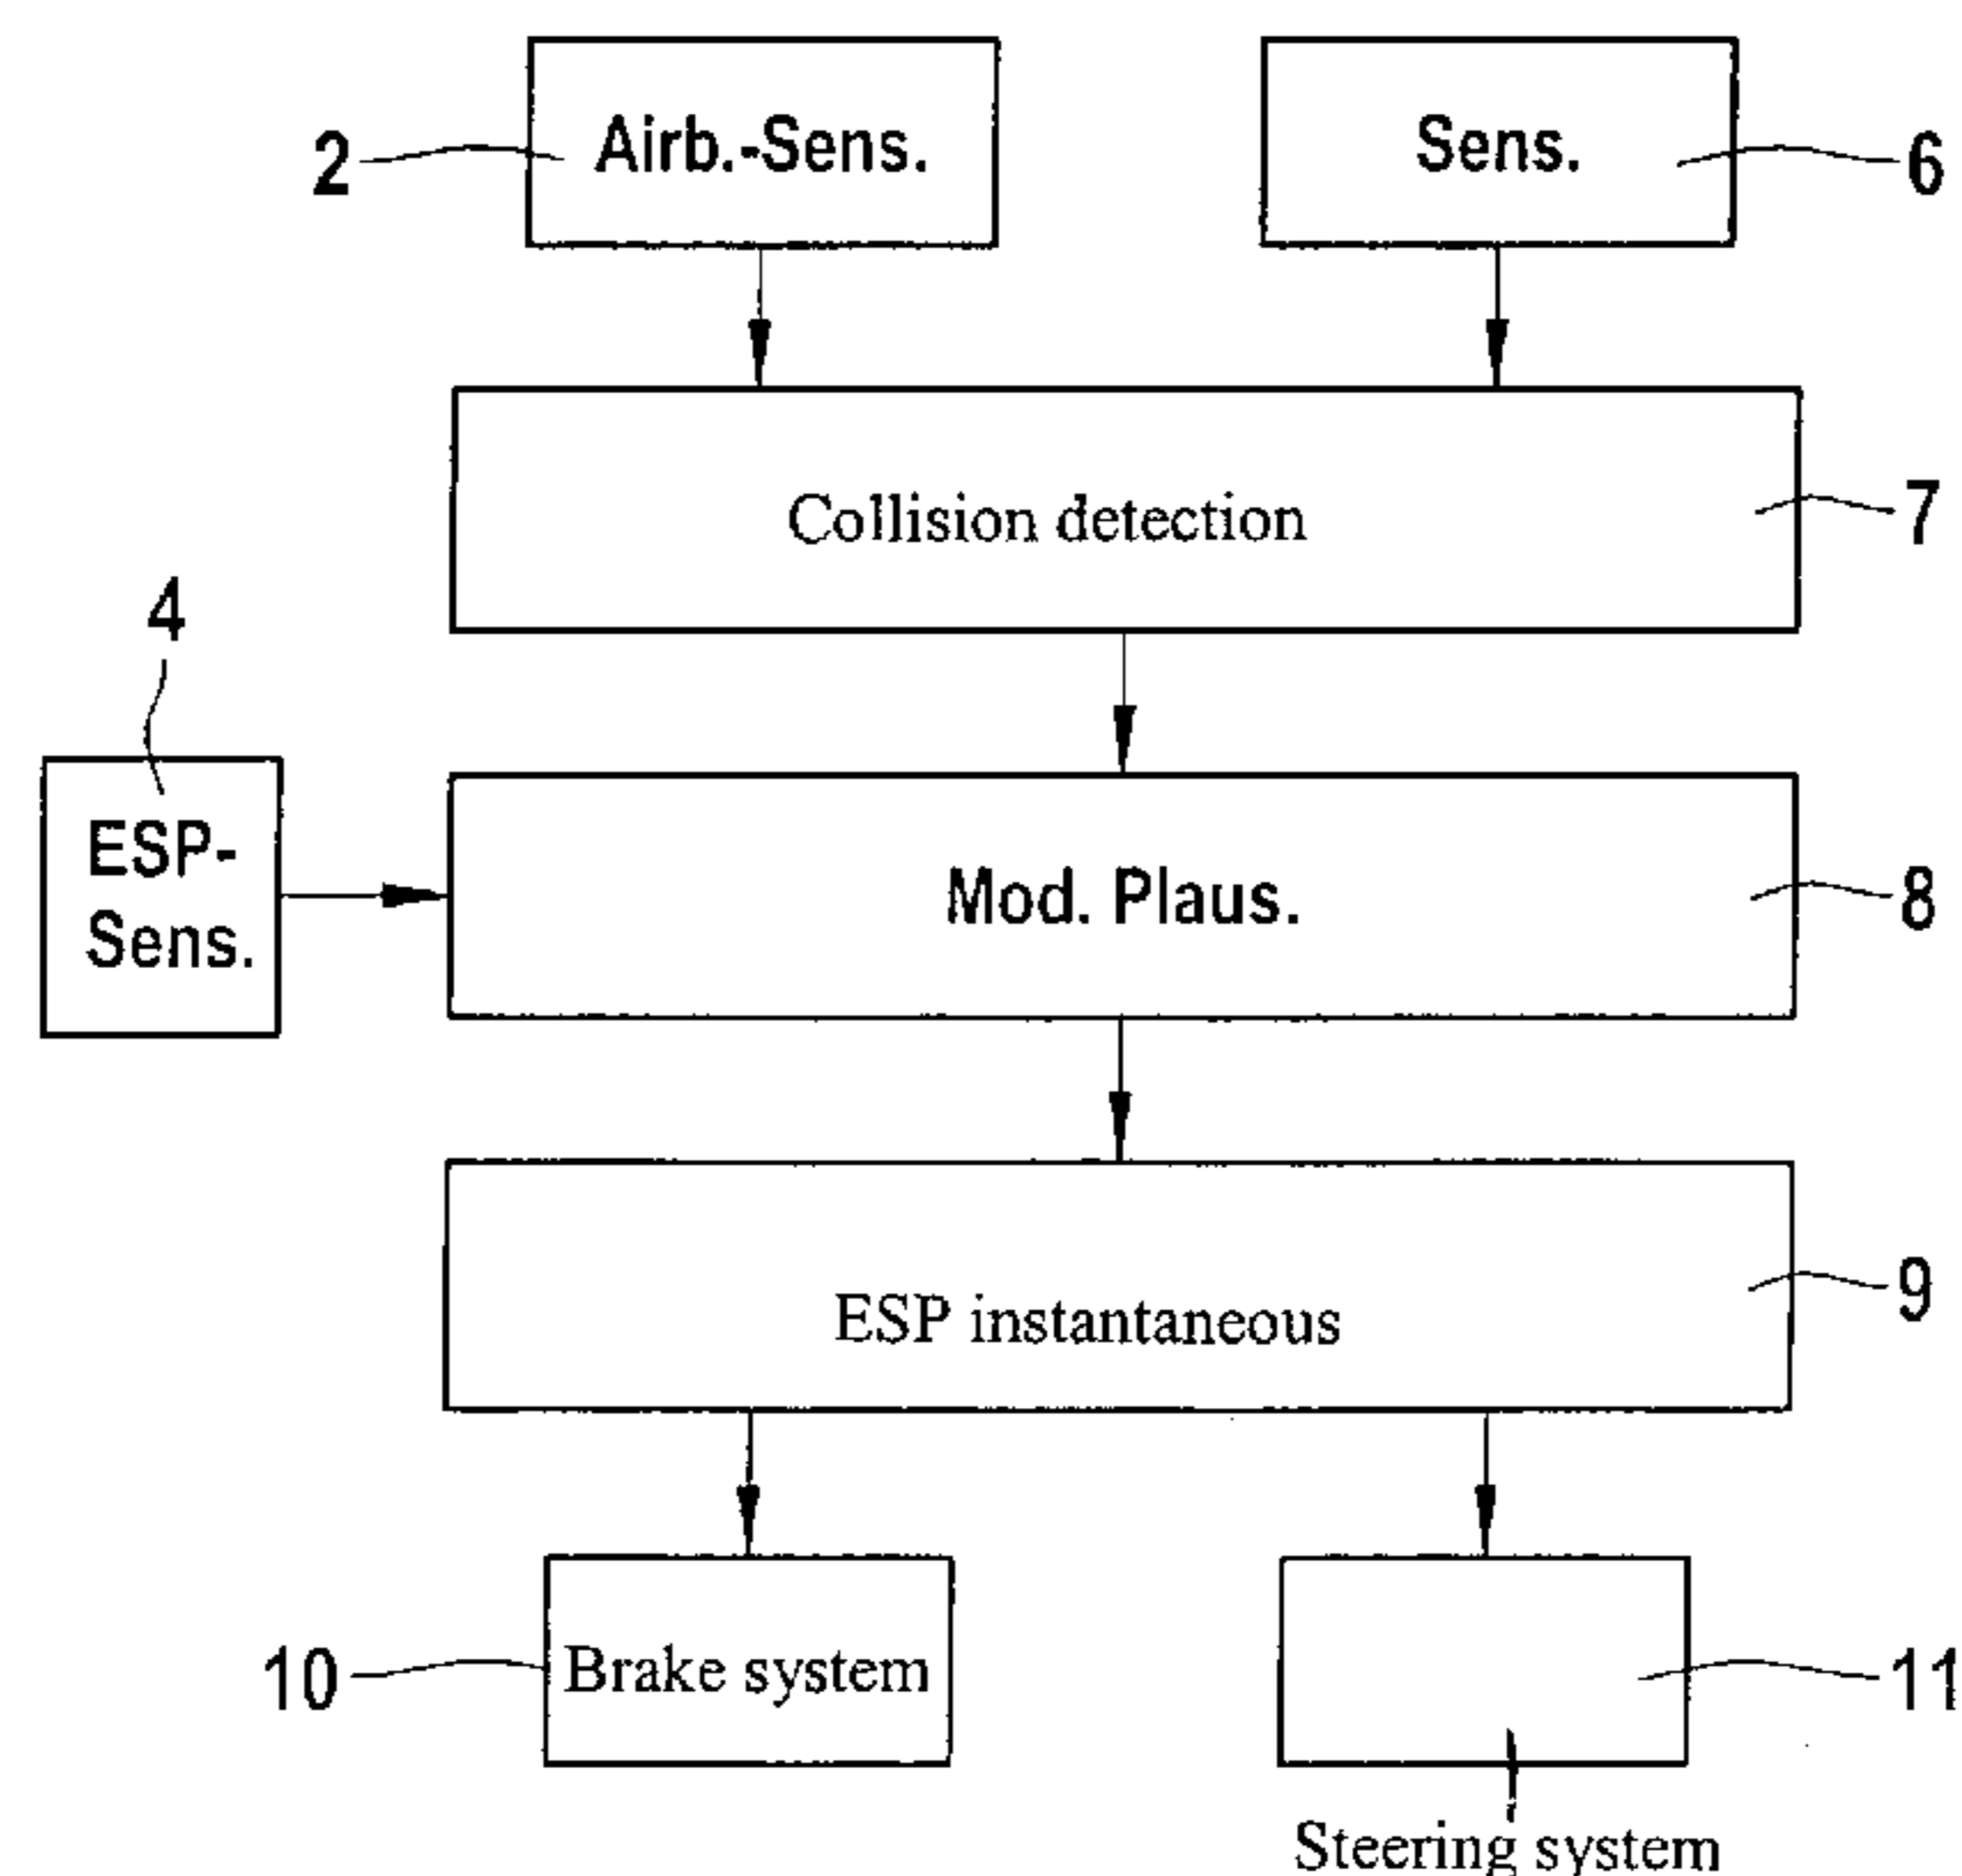 2
Airb.-Sens.
Sens.
6
Collision detection
7
4
ESP-
Sens.
Mod. Plaus.
8
ESP instantaneous
9
10
Brake system
11
Steering system